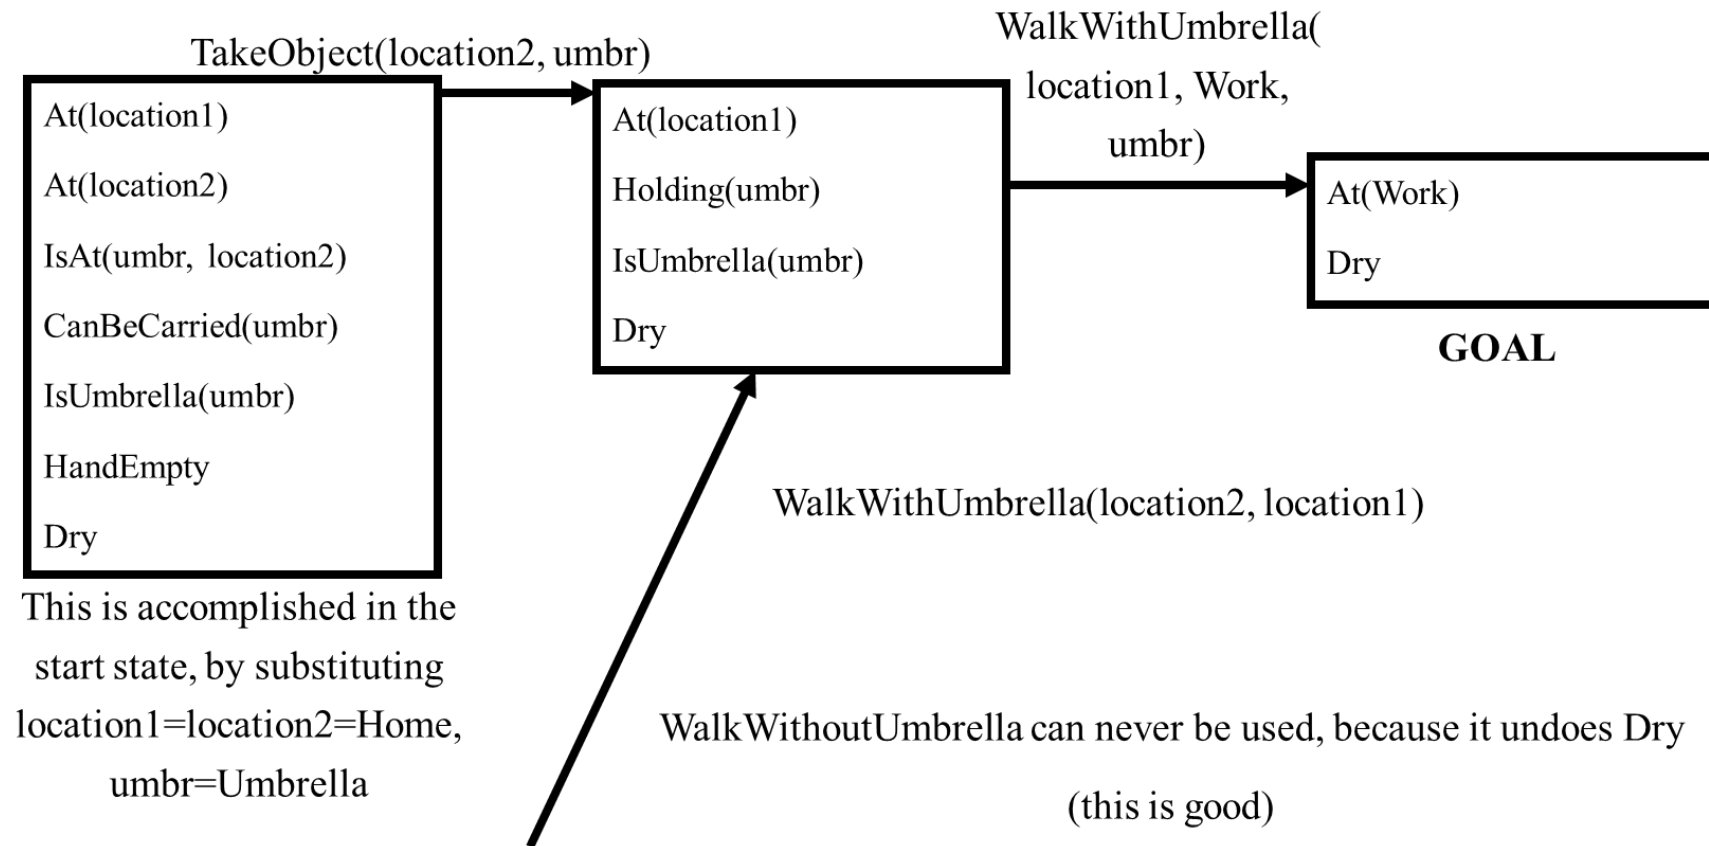 TakeObject(location2, umbr)
WalkWithUmbrella(
location1, Work,
umbr)
At(location1)
At(location2)
IsAt(umbr, location2)
CanBeCarried(umbr)
IsUmbrella(umbr)
HandEmpty
Dry
At(location1)
Holding(umbr)
IsUmbrella(umbr)
Dry
At(Work)
Dry
GOAL
WalkWithUmbrella(location2, location1)
This is accomplished in the
start state, by substituting
location1=location2=Home,
umbr=Umbrella
WalkWithoutUmbrella can never be used, because it undoes Dry
(this is good)